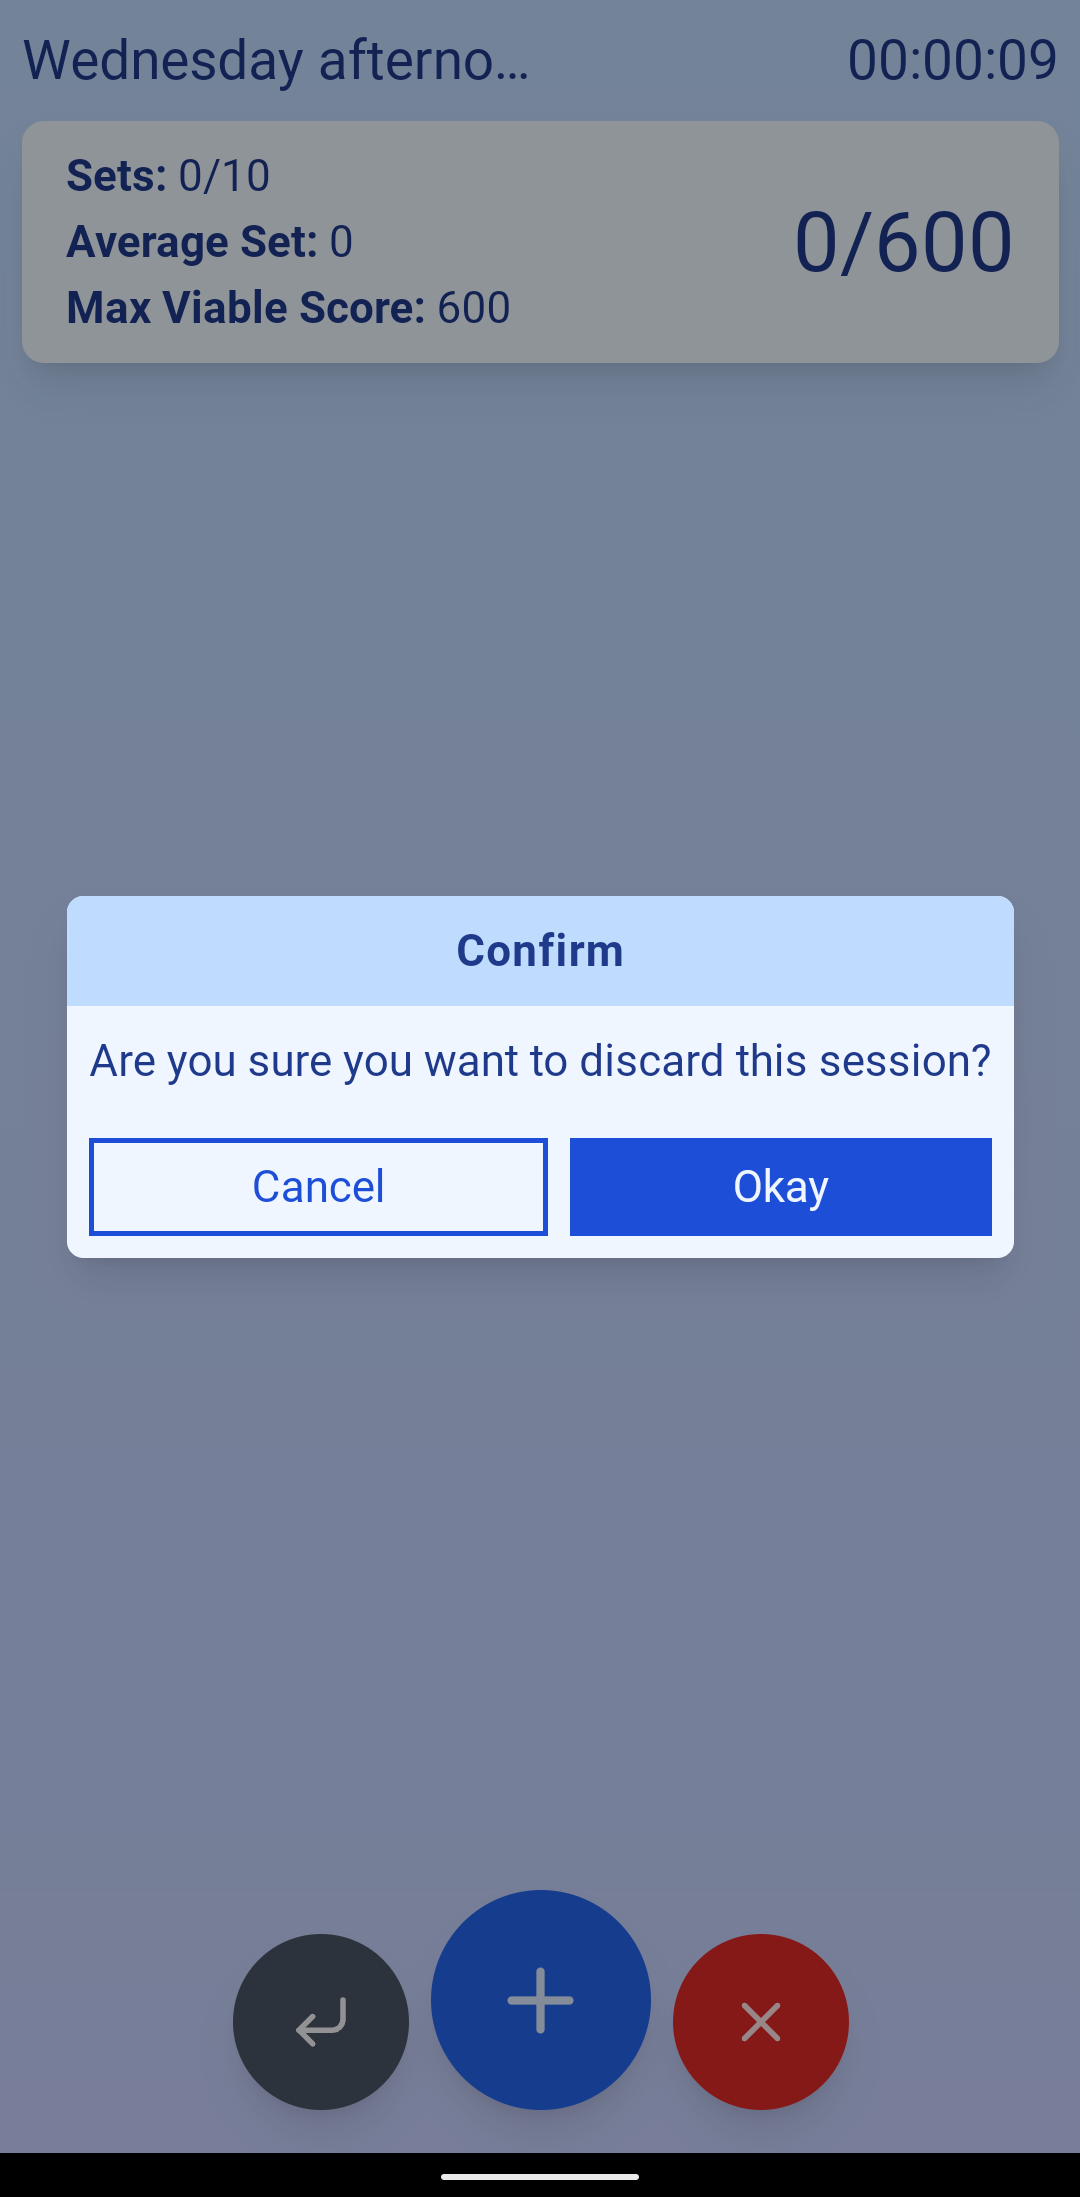 Wednesday afterno...
00:00:09
Sets: 0/10
Average Set: 0
Max Viable Score: 600
0/600
Confirm
Are you sure you want to discard this session?
Cancel
Okay